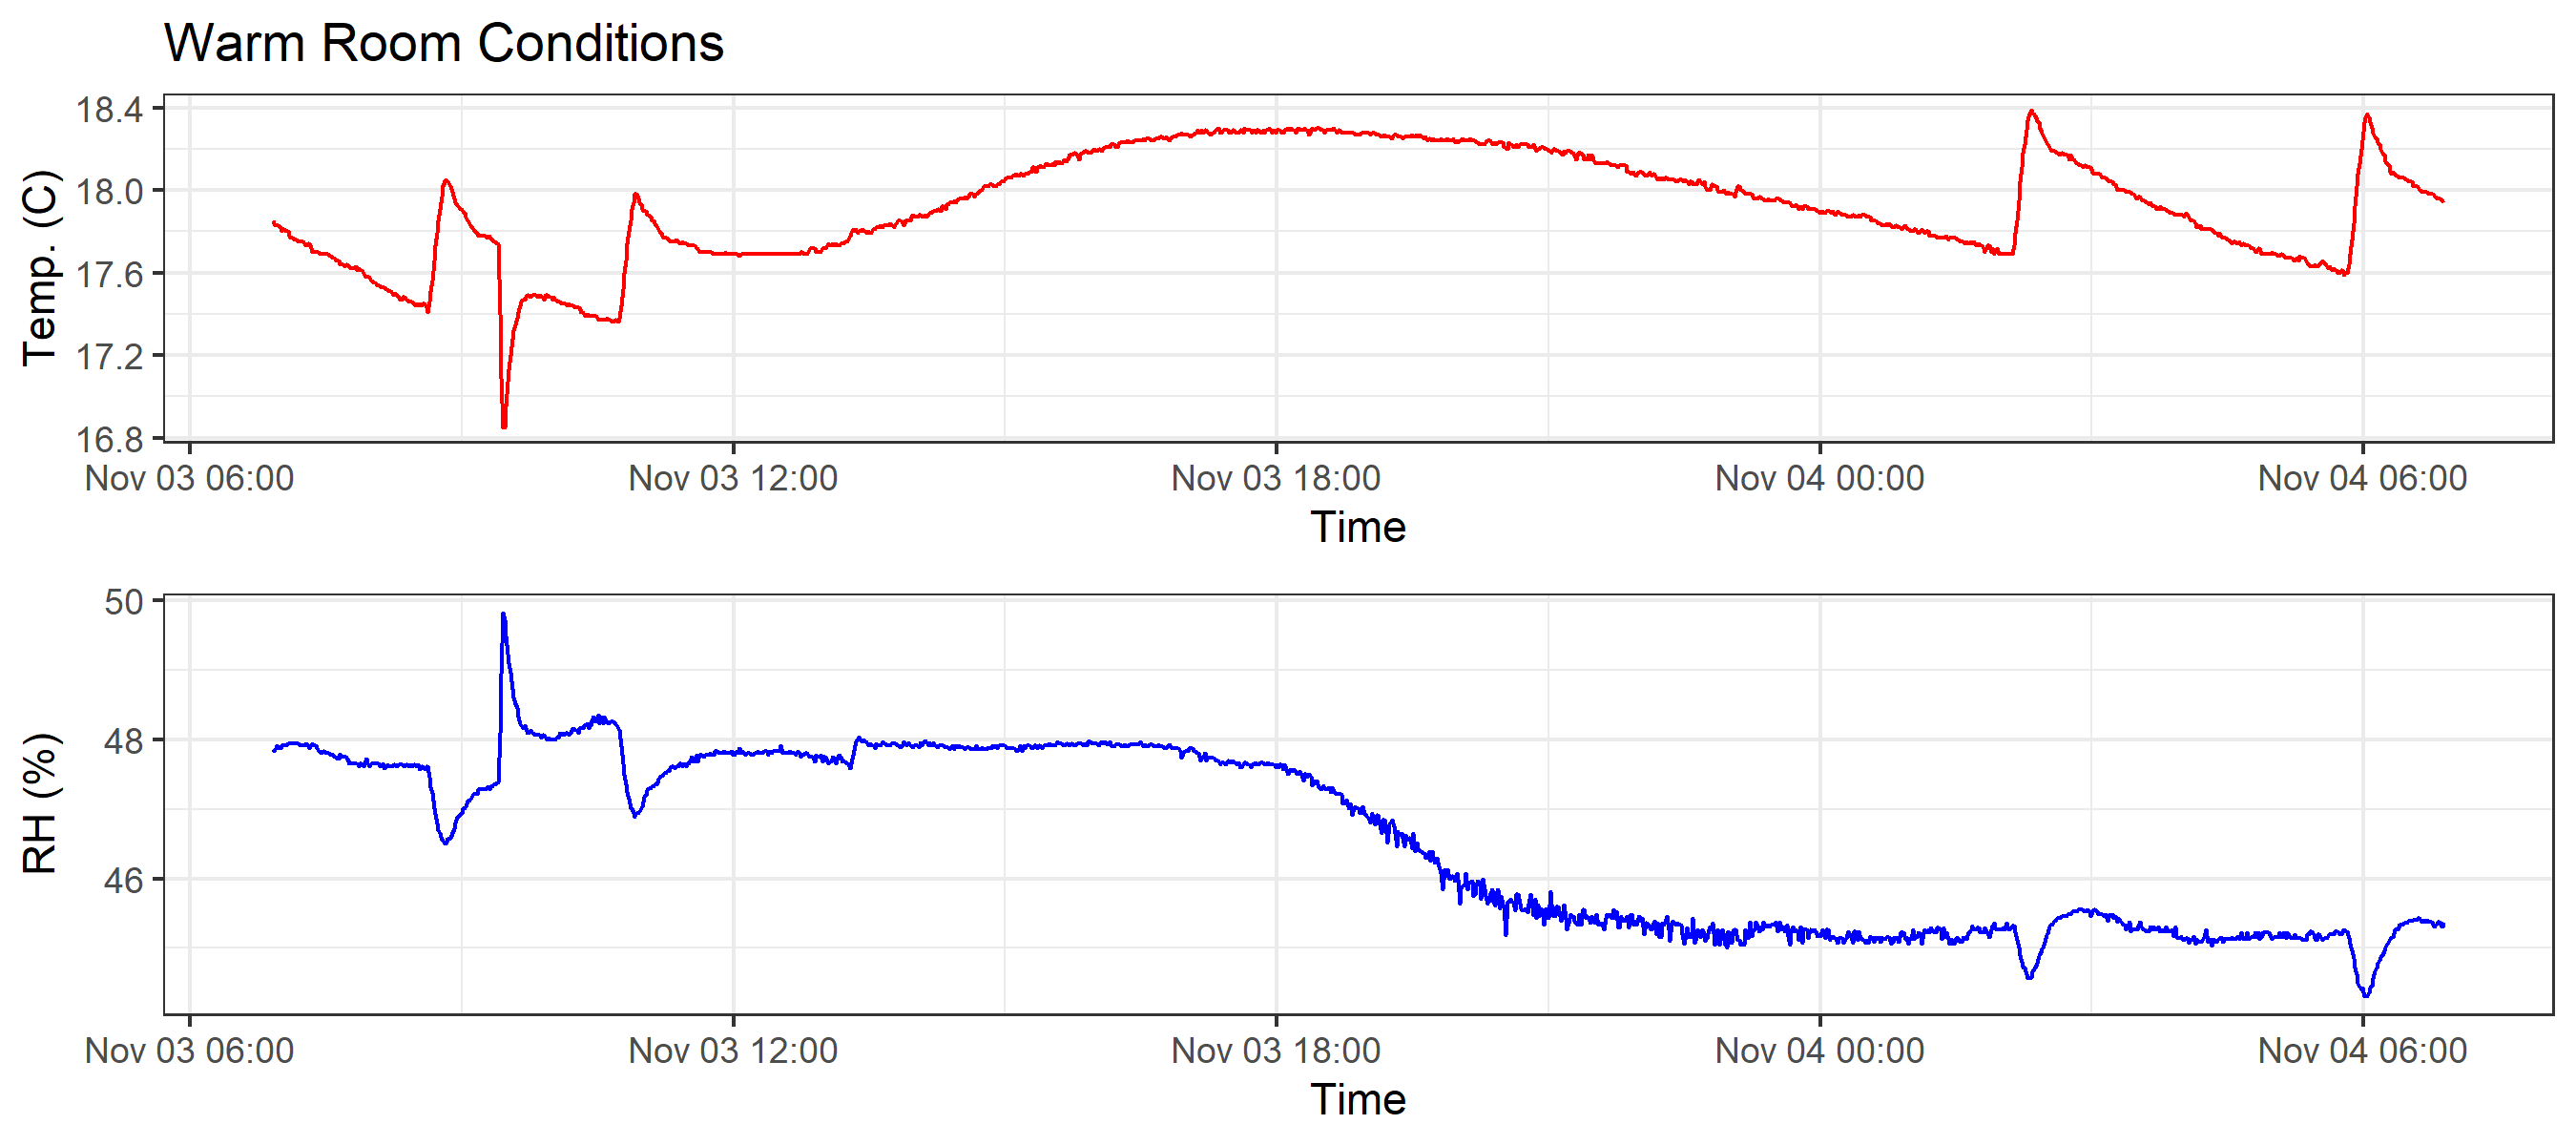 Warm Room Conditions
Temp. (C)
18.4
18.0
17.6
17.2
16.8
Nov 03 06:00 Nov 03 12:00 Nov 03 18:00 Nov 04 00:00 Nov 04 06:00
Time
RH (%)
50
48
46
Nov 03 06:00 Nov 03 12:00 Nov 03 18:00 Nov 04 00:00 Nov 04 06:00
Time